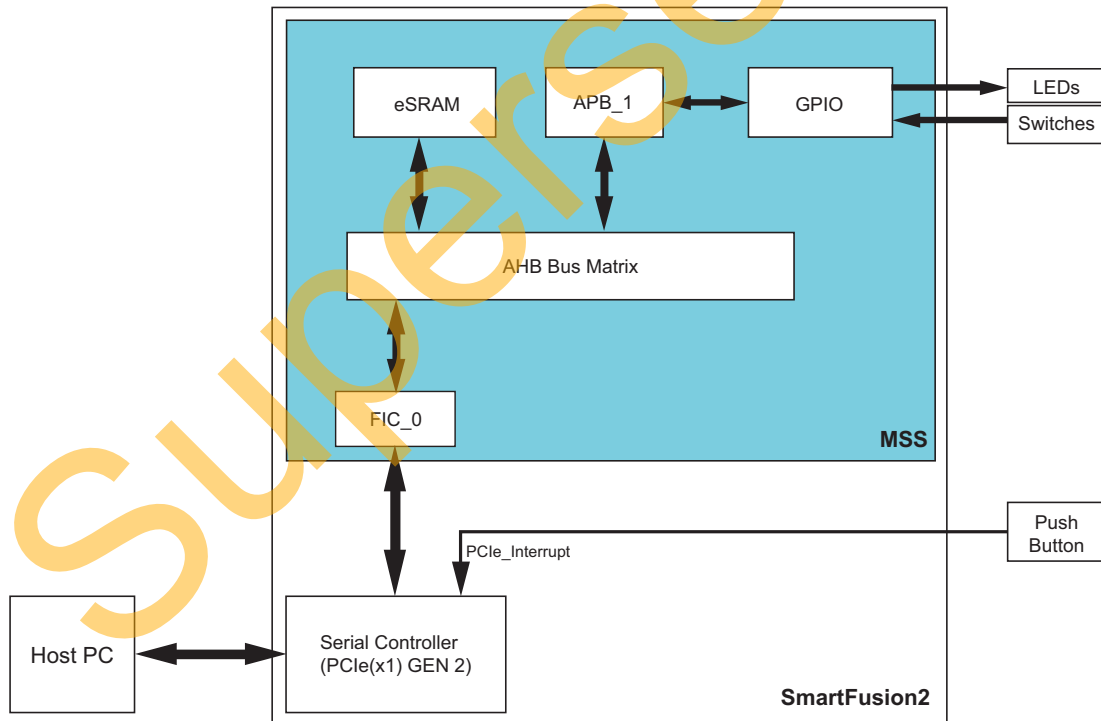 eSRAM
APB_1
GPIO
LEDs
Switches
AHB Bus Matrix
FIC_0
MSS
PCIe_Interrupt
Push
Button
Host PC
Serial Controller
(PCIe(x1) GEN 2)
SmartFusion2
Superse